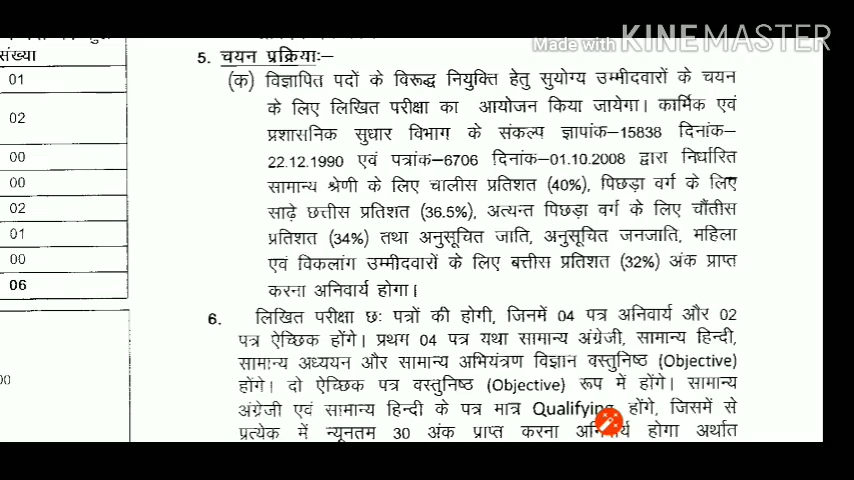 Made with KINEMASTER
संख्या
01
02
00
00
02
01
00
06
00
5. चयन प्रक्रियाः–
(क) विज्ञापित पदों के विरूद्ध नियुक्ति हेतु सुयोग्य उम्मीदवारों के चयन
के लिए लिखित परीक्षा का आयोजन किया जायेगा। कार्मिक एवं
प्रशासनिक सुधार विभाग के संकल्प ज्ञापांक–15838 दिनांक–
22.12.1990 एवं पत्रांक–6706 दिनांक–01.10.2008 द्वारा निर्धारित
सामान्य श्रेणी के लिए चालीस प्रतिशत (40%), पिछड़ा वर्ग के लिए
साढ़े छत्तीस प्रतिशत (36.5%), अत्यन्त पिछड़ा वर्ग के लिए चौंतीस
प्रतिशत (34%) तथा अनुसूचित जाति, अनुसूचित जनजाति, महिला
एवं विकलांग उम्मीदवारों के लिए बत्तीस प्रतिशत (32%) अंक प्राप्त
करना अनिवार्य होगा।
6. लिखित परीक्षा छः पत्रों की होगी, जिनमें 04 पत्र अनिवार्य और 02
पत्र ऐच्छिक होंगे। प्रथम 04 पत्र यथा सामान्य अंग्रेजी, सामान्य हिन्दी,
सामान्य अध्ययन और सामान्य अभियंत्रण विज्ञान वस्तुनिष्ठ (Objective)
होंगे। दो ऐच्छिक पत्र वस्तुनिष्ठ (Objective) रूप में होंगे। सामान्य
अंग्रेजी एवं सामान्य हिन्दी के पत्र मात्र Qualifying होंगे, जिसमें से
प्रत्येक में न्यूनतम 30 अंक प्राप्त करना अनिवार्य होगा अर्थात